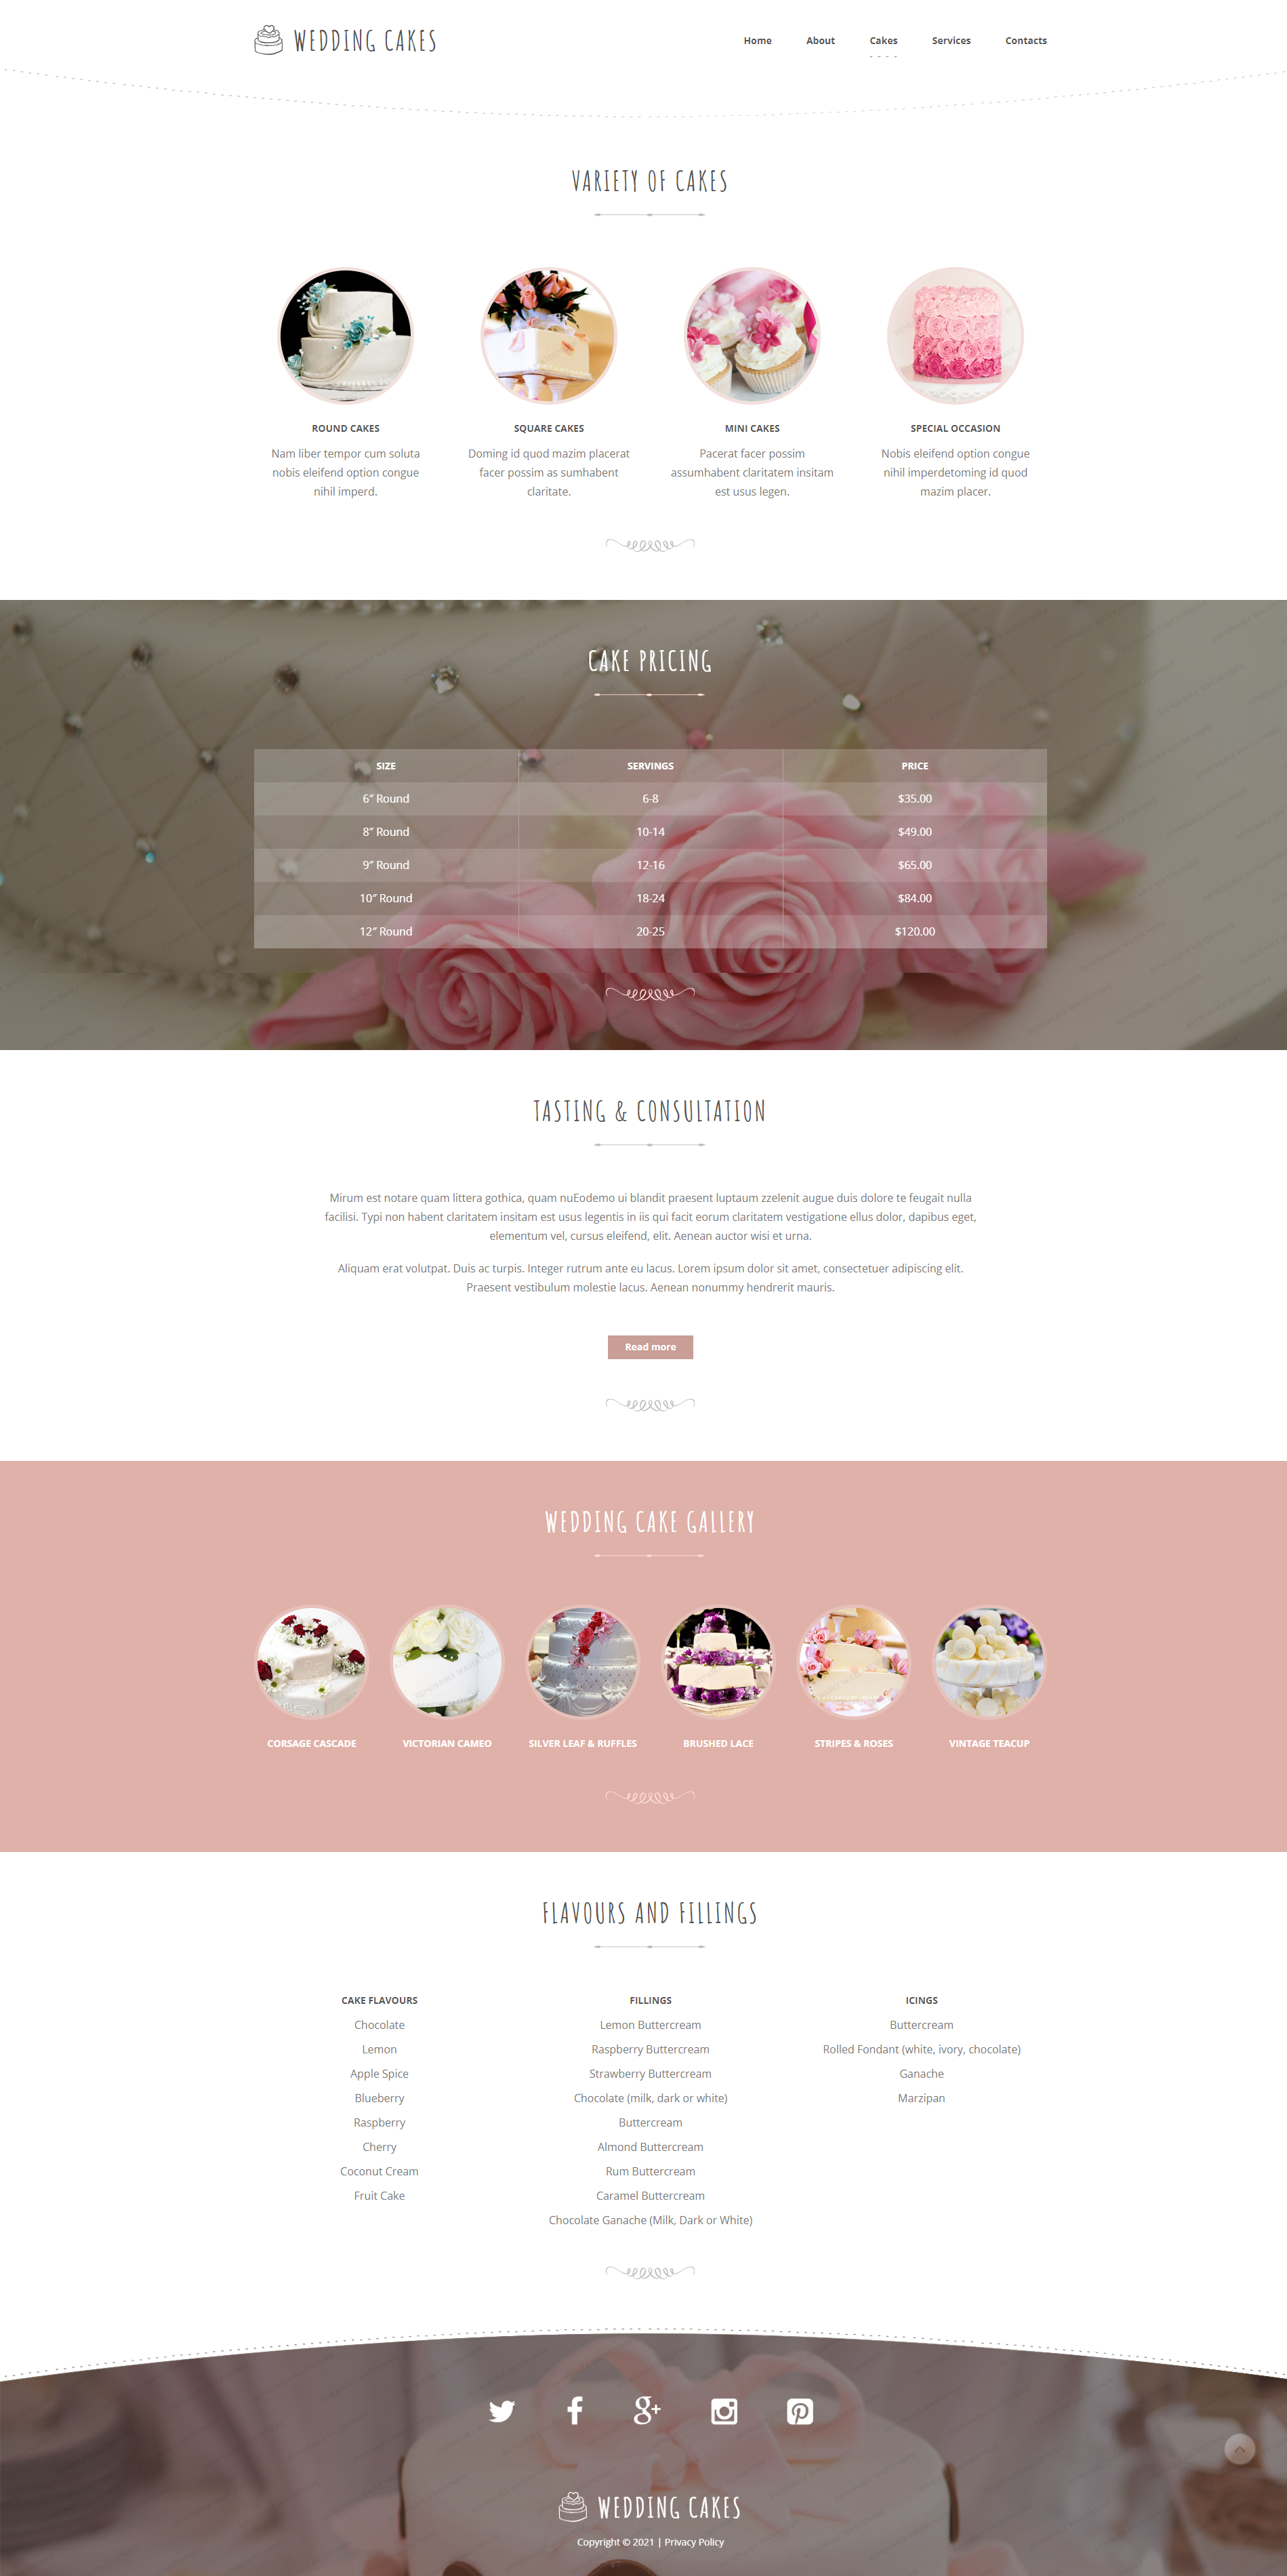 WEDDING CAKES
Home About Cakes Services Contacts
VARIETY OF CAKES
ROUND CAKES
Nam liber tempor cum soluta
nobis eleifend option congue
nihil imperd.
SQUARE CAKES
Doming id quod mazim placerat
facer possim as sumhabent
claritate.
MINI CAKES
Pacerat facer possim
assumhabent claritatem insitam
est usus legen.
SPECIAL OCCASION
Nobis eleifend option congue
nihil imperdetoming id quod
mazim placer.
CAKE PRICING
SIZE SERVINGS PRICE
6″ Round 6-8 $35.00
8″ Round 10-14 $49.00
9″ Round 12-16 $65.00
10″ Round 18-24 $84.00
12″ Round 20-25 $120.00
TASTING & CONSULTATION
Mirum est notare quam littera gothica, quam nuEodemo ui blandit praesent luptaum zzelenit augue duis dolore te feugait nulla
facilisi. Typi non habent claritatem insitam est usus legentis in iis qui facit eorum claritatem vestigatione ellus dolor, dapibus eget,
elementum vel, cursus eleifend, elit. Aenean auctor wisi et urna.
Aliquam erat volutpat. Duis ac turpis. Integer rutrum ante eu lacus. Lorem ipsum dolor sit amet, consectetuer adipiscing elit.
Praesent vestibulum molestie lacus. Aenean nonummy hendrerit mauris.
Read more
WEDDING CAKE GALLERY
CORSAGE CASCADE
VICTORIAN CAMEO
SILVER LEAF & RUFFLES
BRUSHED LACE
STRIPES & ROSES
VINTAGE TEACUP
FLAVOURS AND FILLINGS
CAKE FLAVOURS
Chocolate
Lemon
Apple Spice
Blueberry
Raspberry
Cherry
Coconut Cream
Fruit Cake
FILLINGS
Lemon Buttercream
Raspberry Buttercream
Strawberry Buttercream
Chocolate (milk, dark or white)
Buttercream
Almond Buttercream
Rum Buttercream
Caramel Buttercream
Chocolate Ganache (Milk, Dark or White)
ICINGS
Buttercream
Rolled Fondant (white, ivory, chocolate)
Ganache
Marzipan
WEDDING CAKES
Copyright © 2021 | Privacy Policy